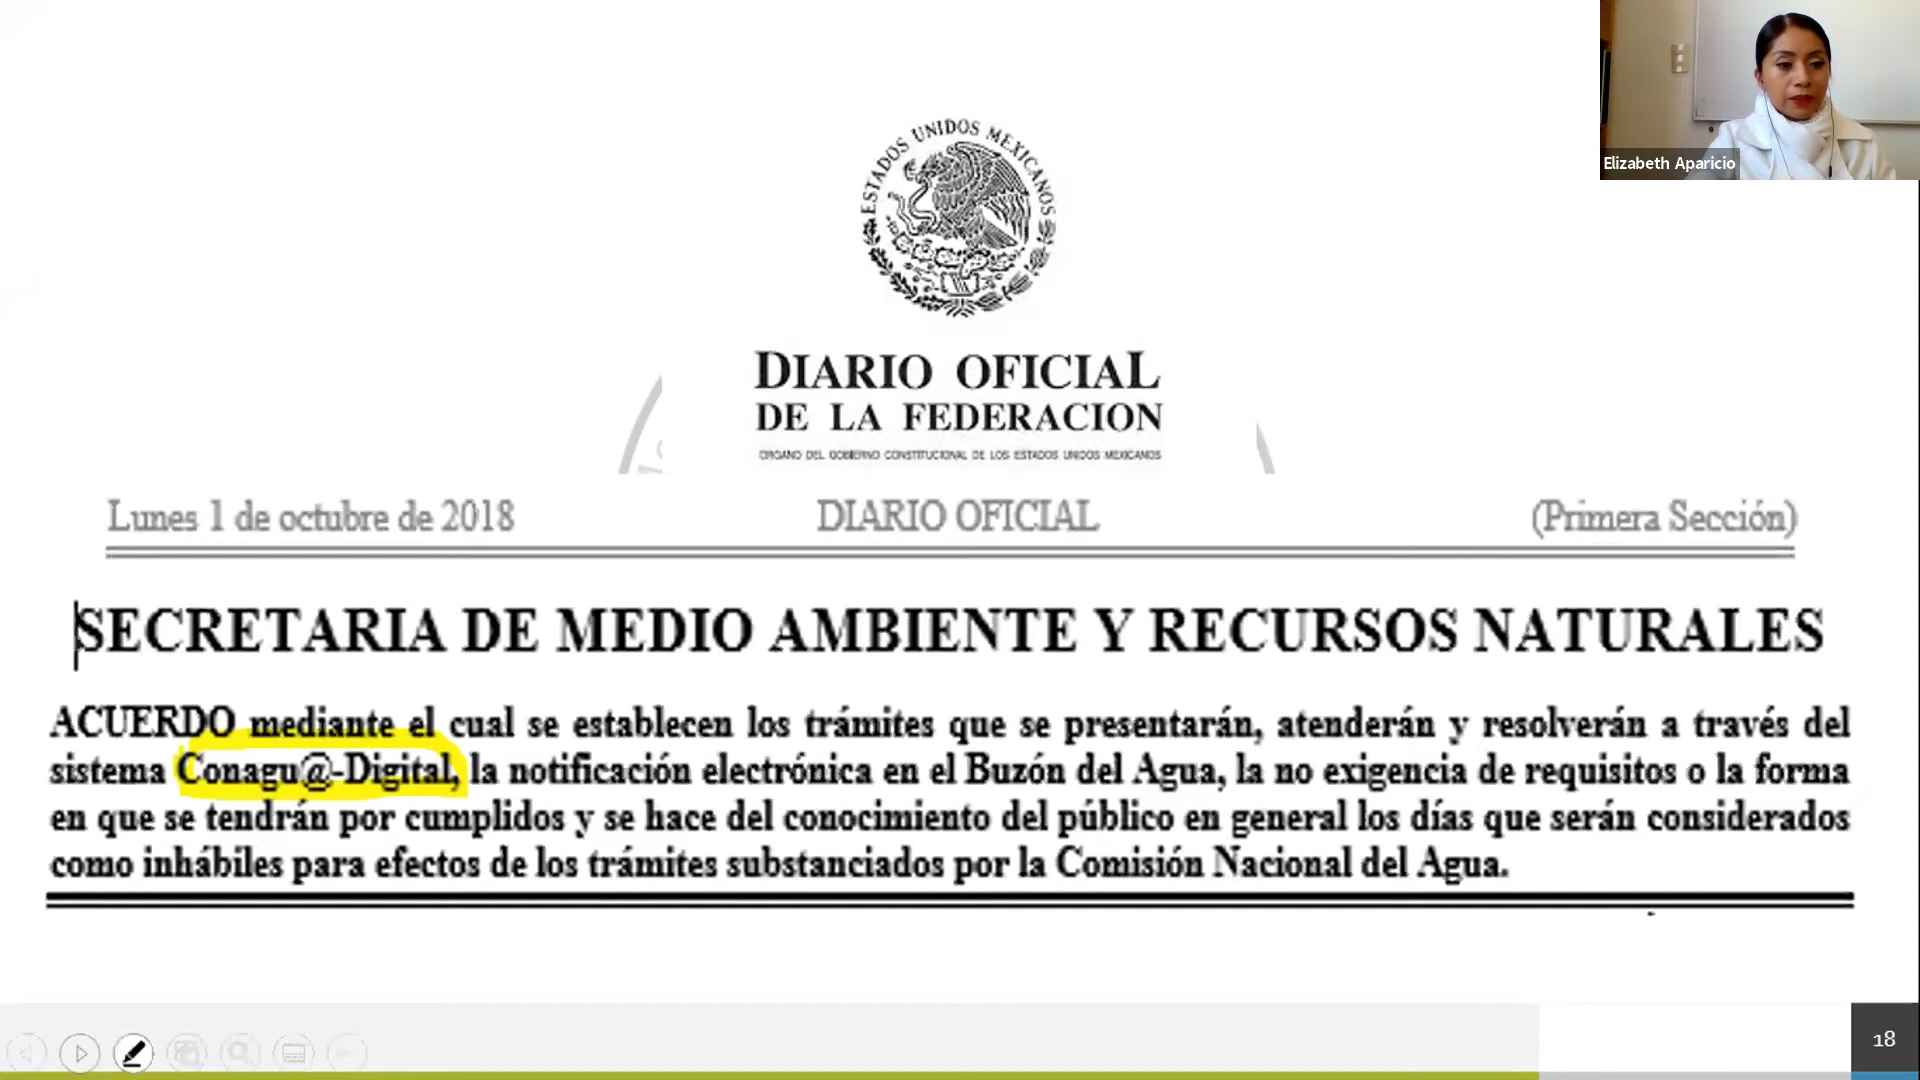 Elizabeth Aparicio
ESTADOS UNIDOS MEXICANOS
DIARIO OFICIAL
DE LA FEDERACION
ORGANO DEL GOBIERNO CONSTITUCIONAL DE LOS ESTADOS UNIDOS MEXICANOS
Lunes 1 de octubre de 2018 DIARIO OFICIAL (Primera Sección)
SECRETARIA DE MEDIO AMBIENTE Y RECURSOS NATURALES
ACUERDO mediante el cual se establecen los trámites que se presentarán, atenderán y resolverán a través del
sistema Conagu@-Digital, la notificación electrónica en el Buzón del Agua, la no exigencia de requisitos o la forma
en que se tendrán por cumplidos y se hace del conocimiento del público en general los días que serán considerados
como inhábiles para efectos de los trámites substanciados por la Comisión Nacional del Agua.
18